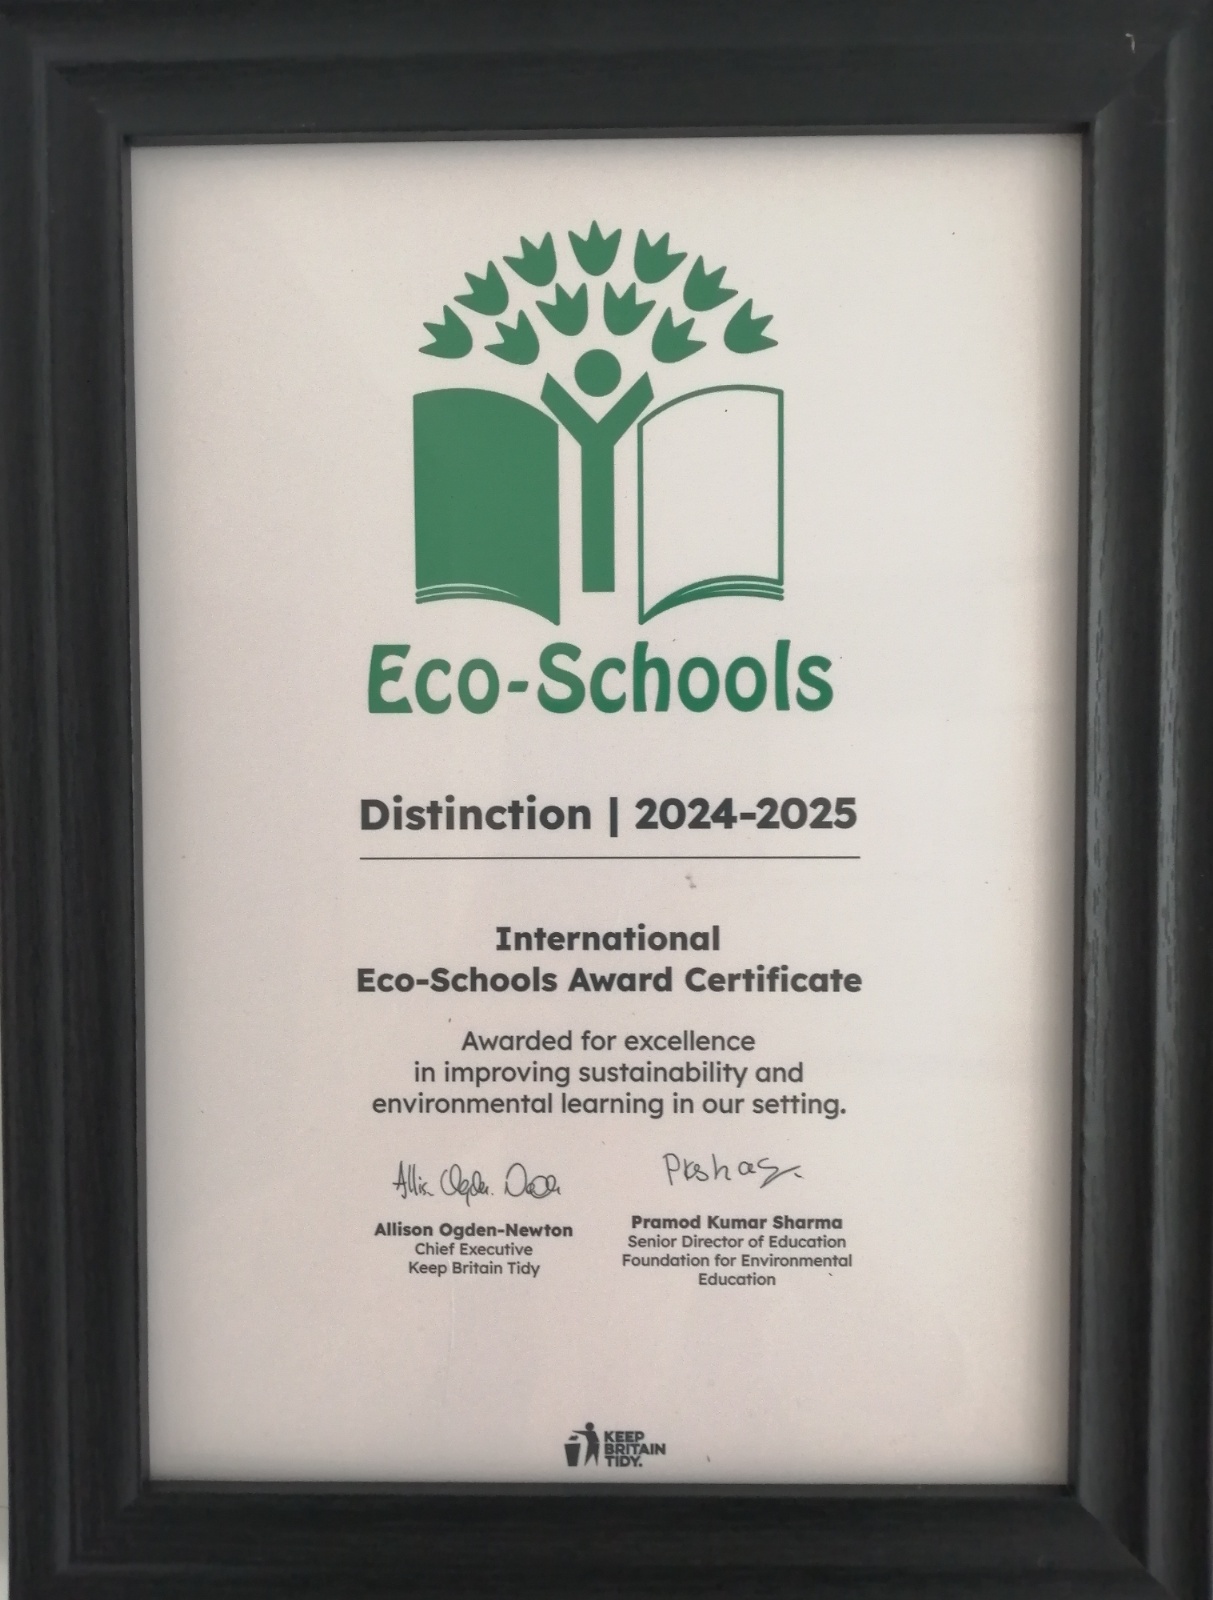 Eco-Schools
Distinction | 2024-2025
International
Eco-Schools Award Certificate
Awarded for excellence
in improving sustainability and
environmental learning in our setting.
Allison Ogden-Newton
Chief Executive
Keep Britain Tidy
Pramod Kumar Sharma
Senior Director of Education
Foundation for Environmental
Education
KEEP
BRITAIN
TIDY.